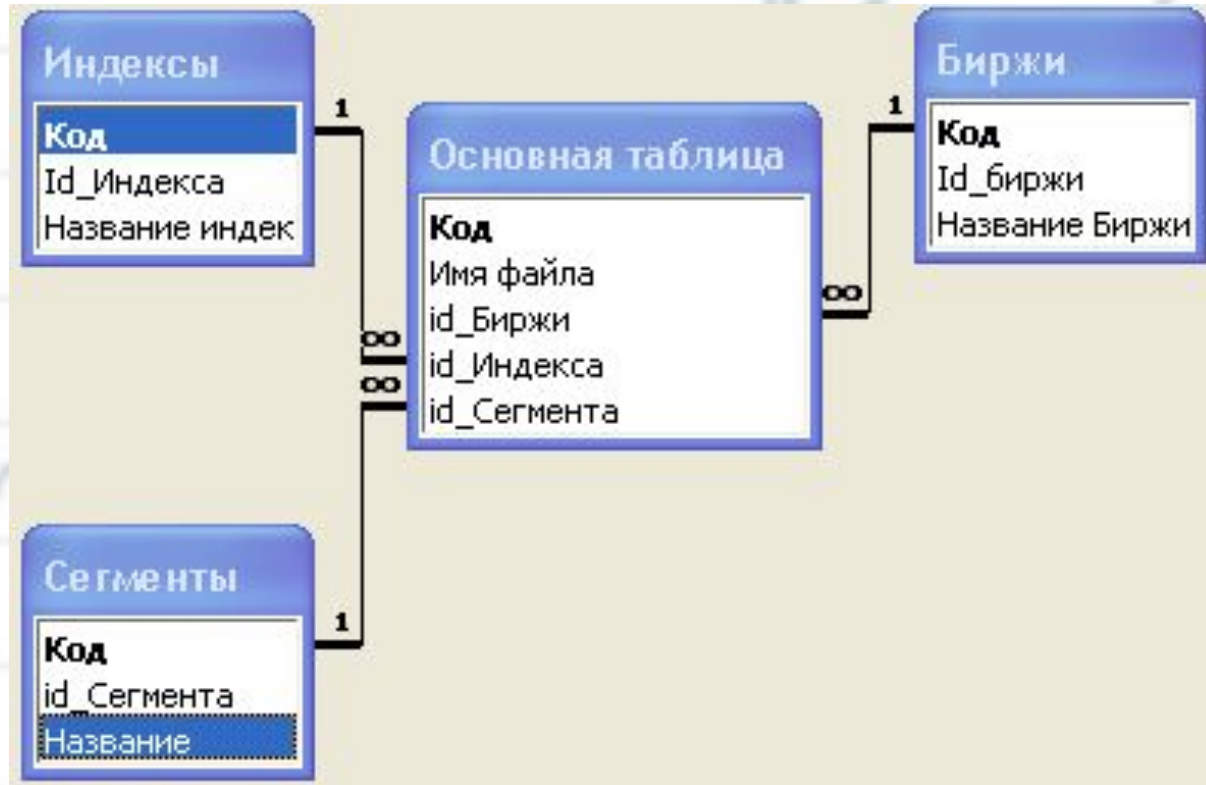 Индексы
Код
Id_Индекса
Название индек
1
∞
Основная таблица
Код
Имя файла
id_Биржи
id_Индекса
id_Сегмента
Биржи
Код
Id_биржи
Название Биржи
1
∞
Сегменты
Код
id_Сегмента
Название
1
∞